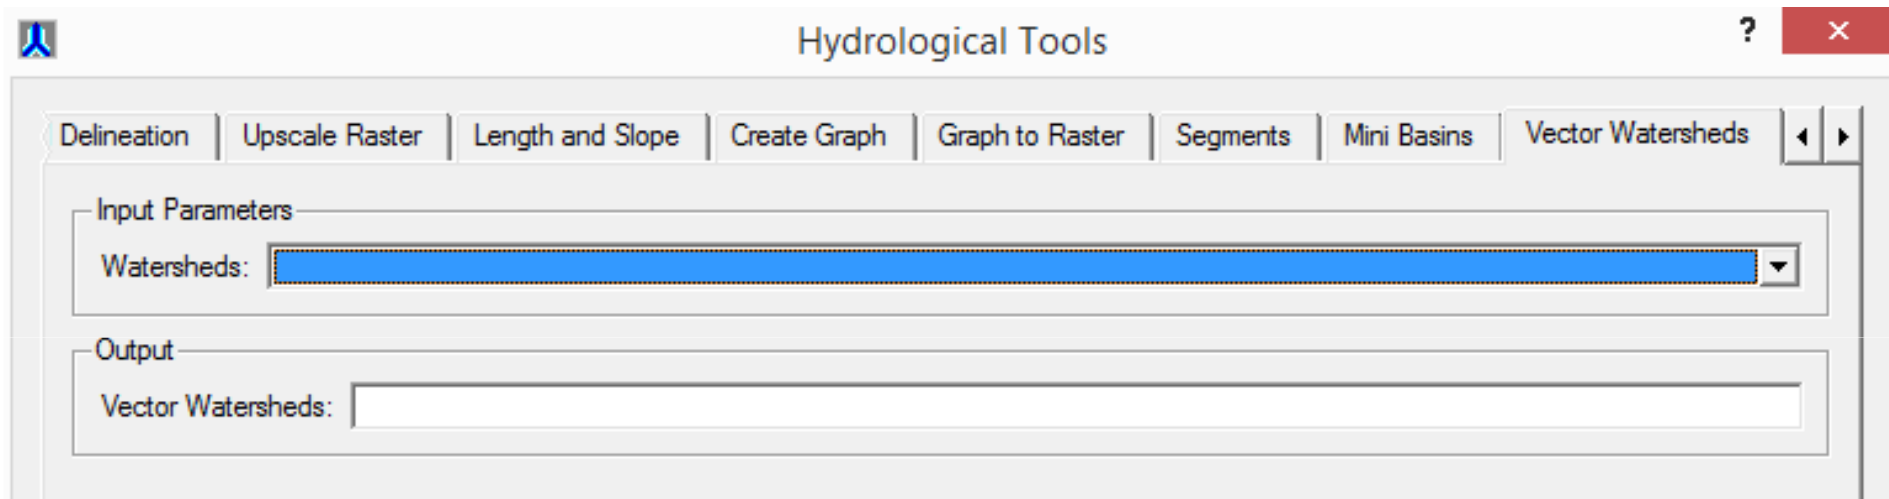 Hydrological Tools ?
Delineation Upscale Raster Length and Slope Create Graph Graph to Raster Segments Mini Basins Vector Watersheds
Input Parameters
Watersheds:
Output
Vector Watersheds: